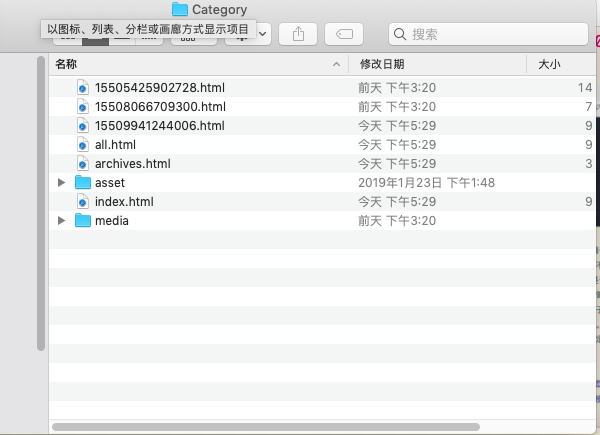 Category
以图标、列表、分栏或画廊方式显示项目
搜索
名称 修改日期 大小
15505425902728.html 前天 下午3:20 14
15508066709300.html 前天 下午3:20 7
15509941244006.html 今天 下午5:29 9
all.html 今天 下午5:29 9
archives.html 今天 下午5:29 3
asset 2019年1月23日 下午1:48
index.html 今天 下午5:29 9
media 前天 下午3:20